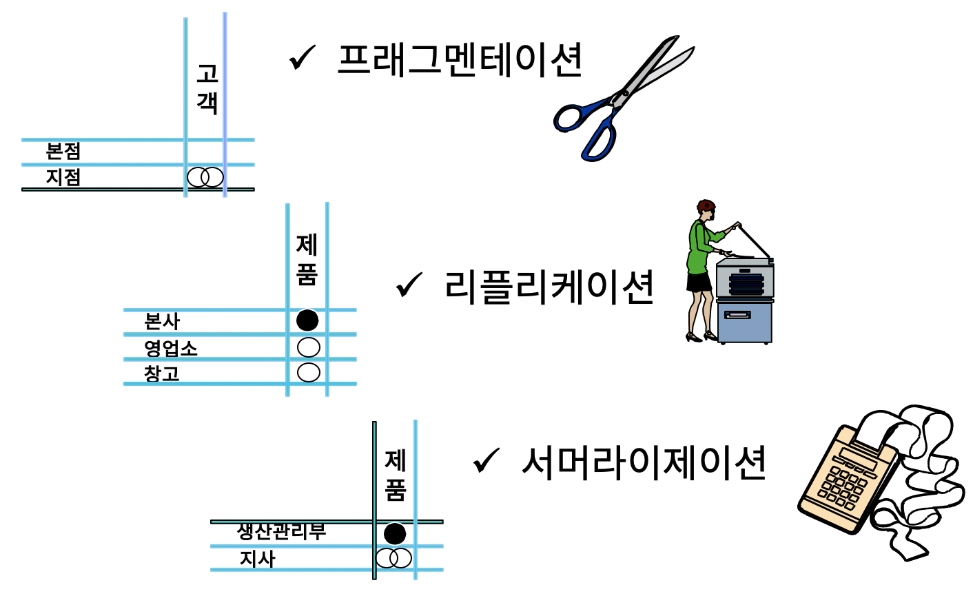 고
객
✓ 프래그멘테이션
본점
지점
제
품
✓ 리플리케이션
본사
영업소
창고
제
품
✓ 서머라이제이션
생산관리부
지사